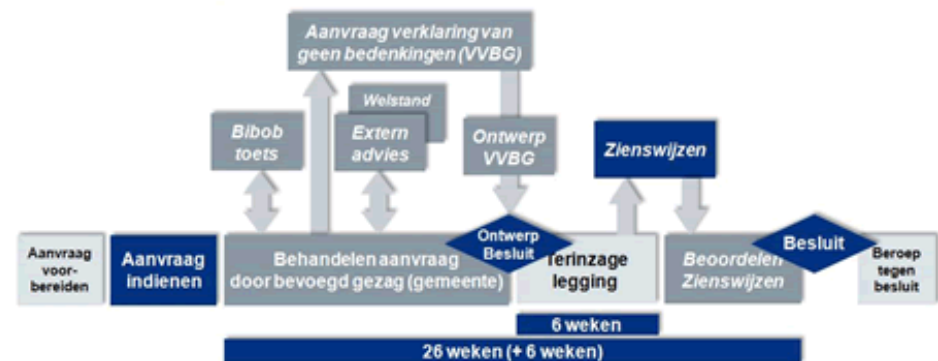 Aanvraag verklaring van
geen bedenkingen (VVBG)
Welstand
Bibob
toets
Extern
advies
Ontwerp
VVBG
Zienswijzen
Aanvraag
voor-
bereiden
Aanvraag
indienen
Behandelen aanvraag
door bevoegd gezag (gemeente)
Ontwerp
Besluit
Terinzage
legging
Beoordelen
Zienswijzen
Besluit
Beroep
tegen
besluit
6 weken
26 weken (+ 6 weken)